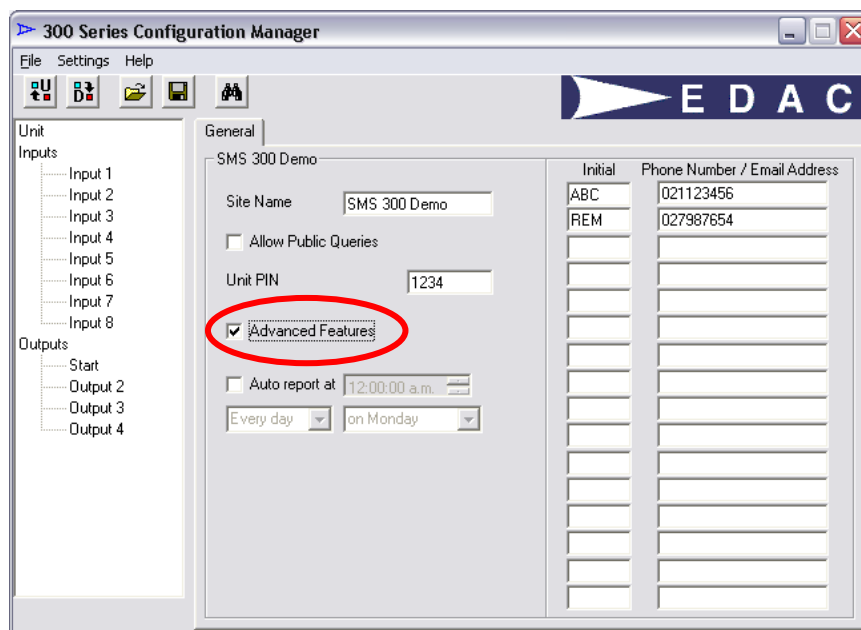 300 Series Configuration Manager
File Settings Help
EDAC
Unit
Inputs
Input 1
Input 2
Input 3
Input 4
Input 5
Input 6
Input 7
Input 8
Outputs
Start
Output 2
Output 3
Output 4
General
SMS 300 Demo
Site Name SMS 300 Demo
Allow Public Queries
Unit PIN 1234
Advanced Features
Auto report at 12:00:00 a.m.
Every day on Monday
Initial Phone Number / Email Address
ABC 021123456
REM 027987654